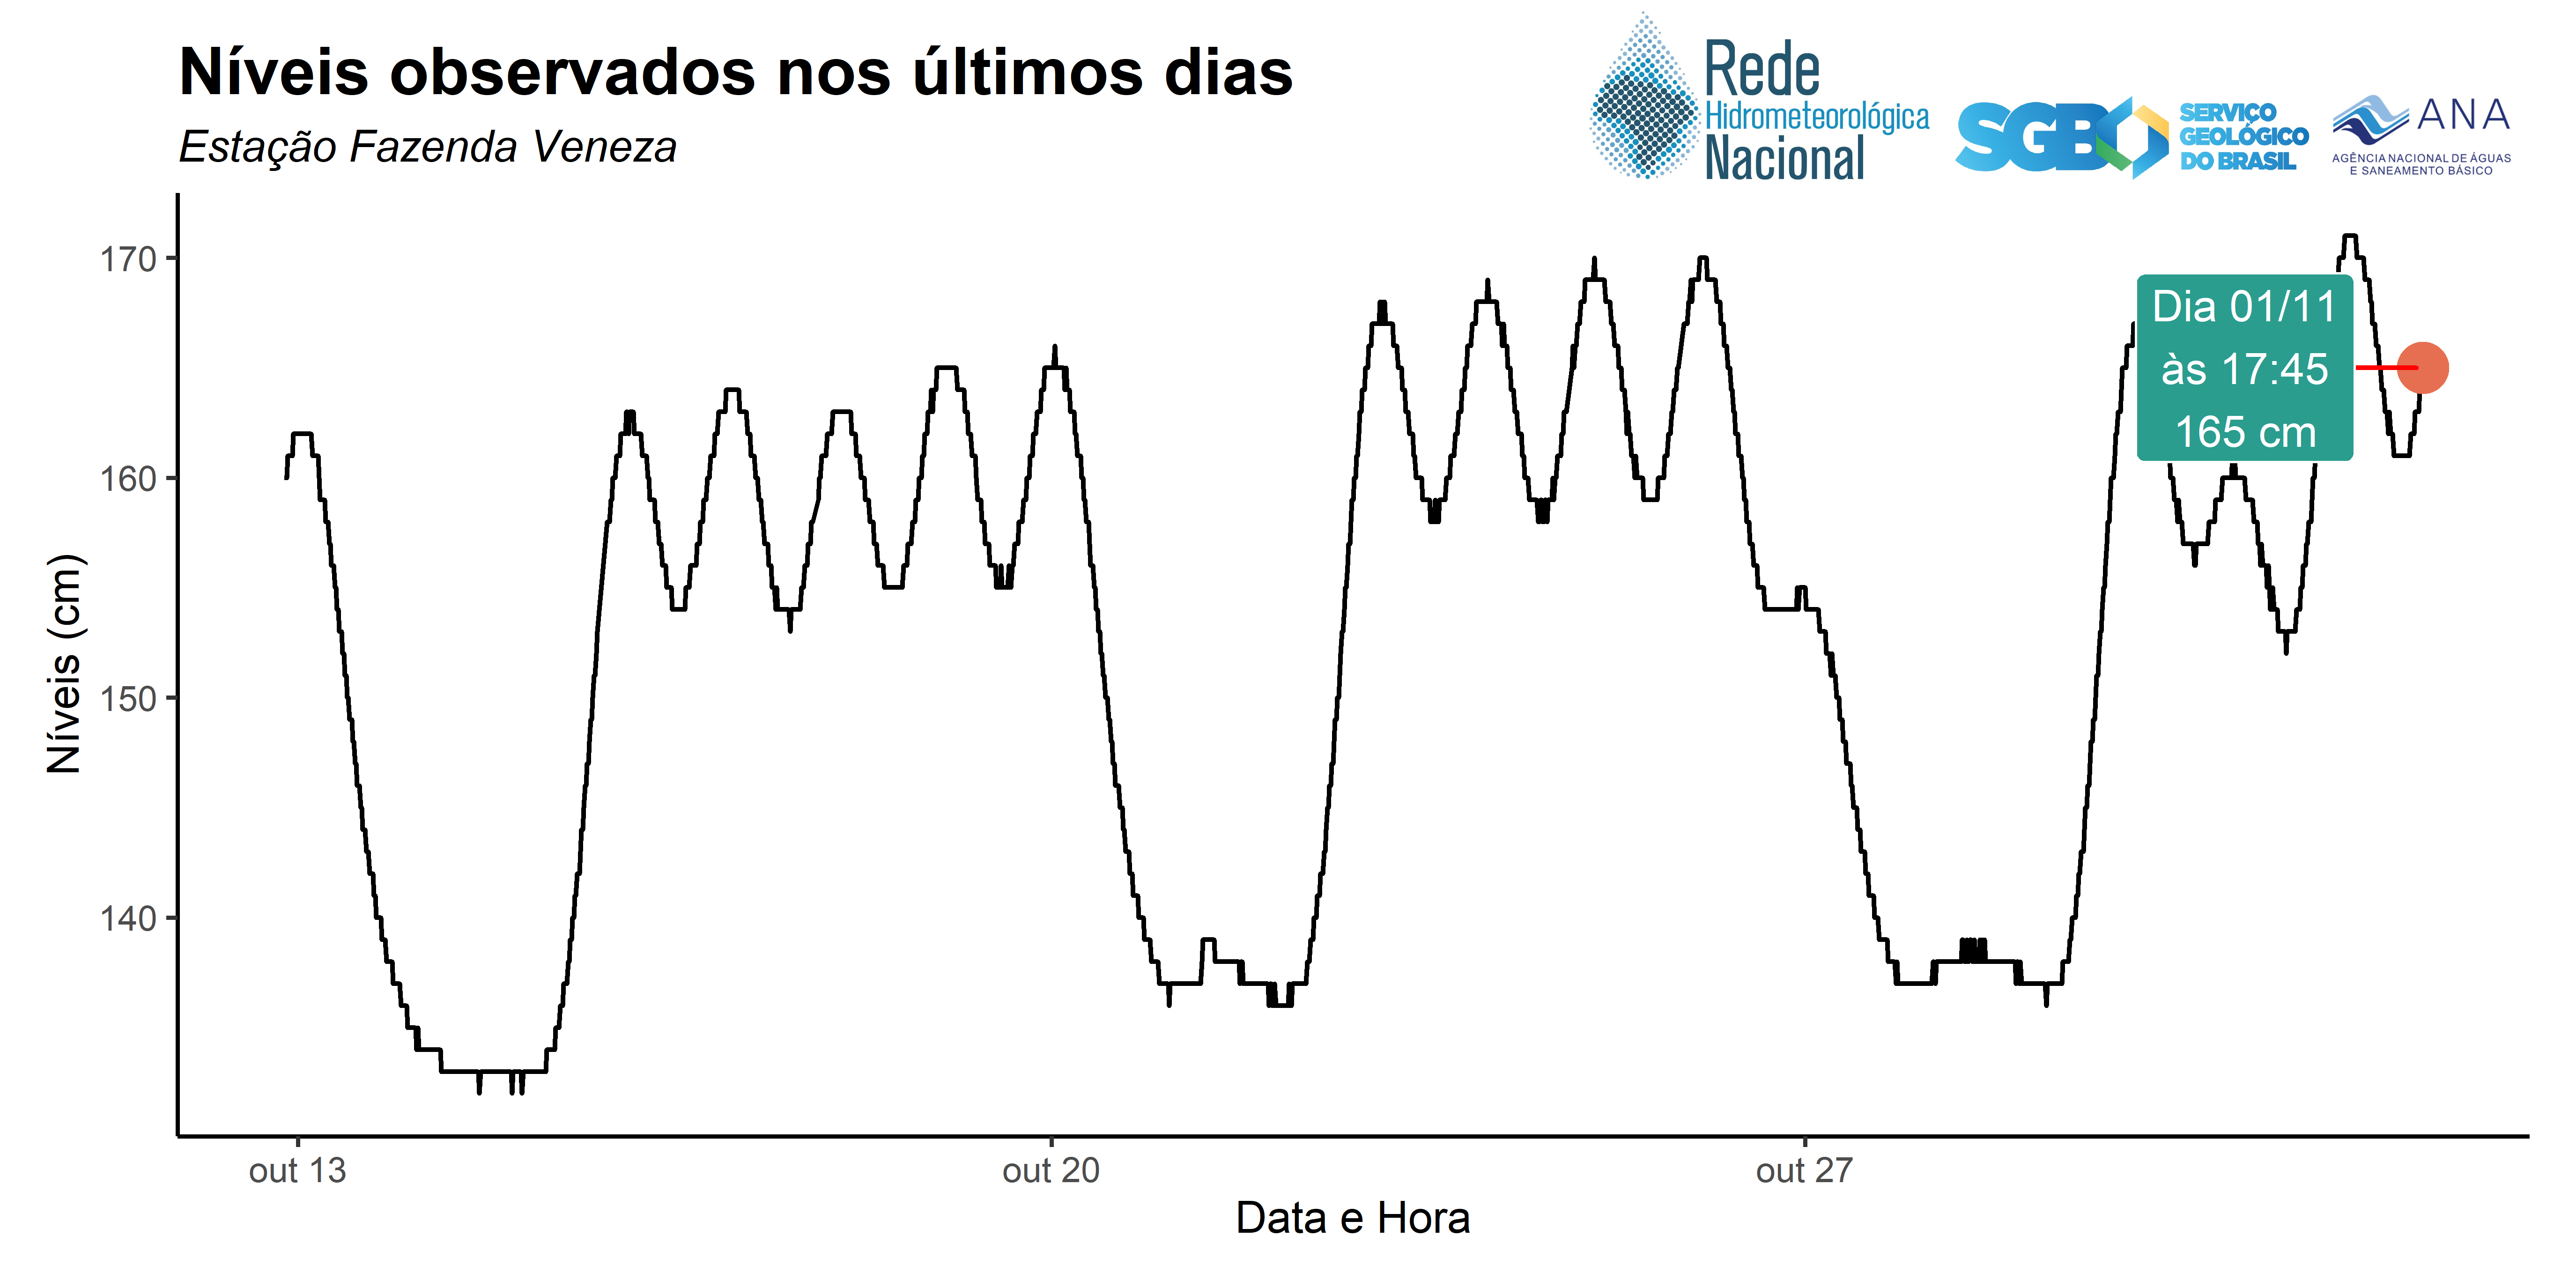 Níveis observados nos últimos dias
Estação Fazenda Veneza
Rede
Hidrometeorológica
Nacional
SGB
SERVIÇO
GEOLÓGICO
DO BRASIL
ANA
AGÊNCIA NACIONAL DE ÁGUAS
E SANEAMENTO BÁSICO
170
160
150
140
Níveis (cm)
Dia 01/11
às 17:45
165 cm
out 13
out 20
out 27
Data e Hora